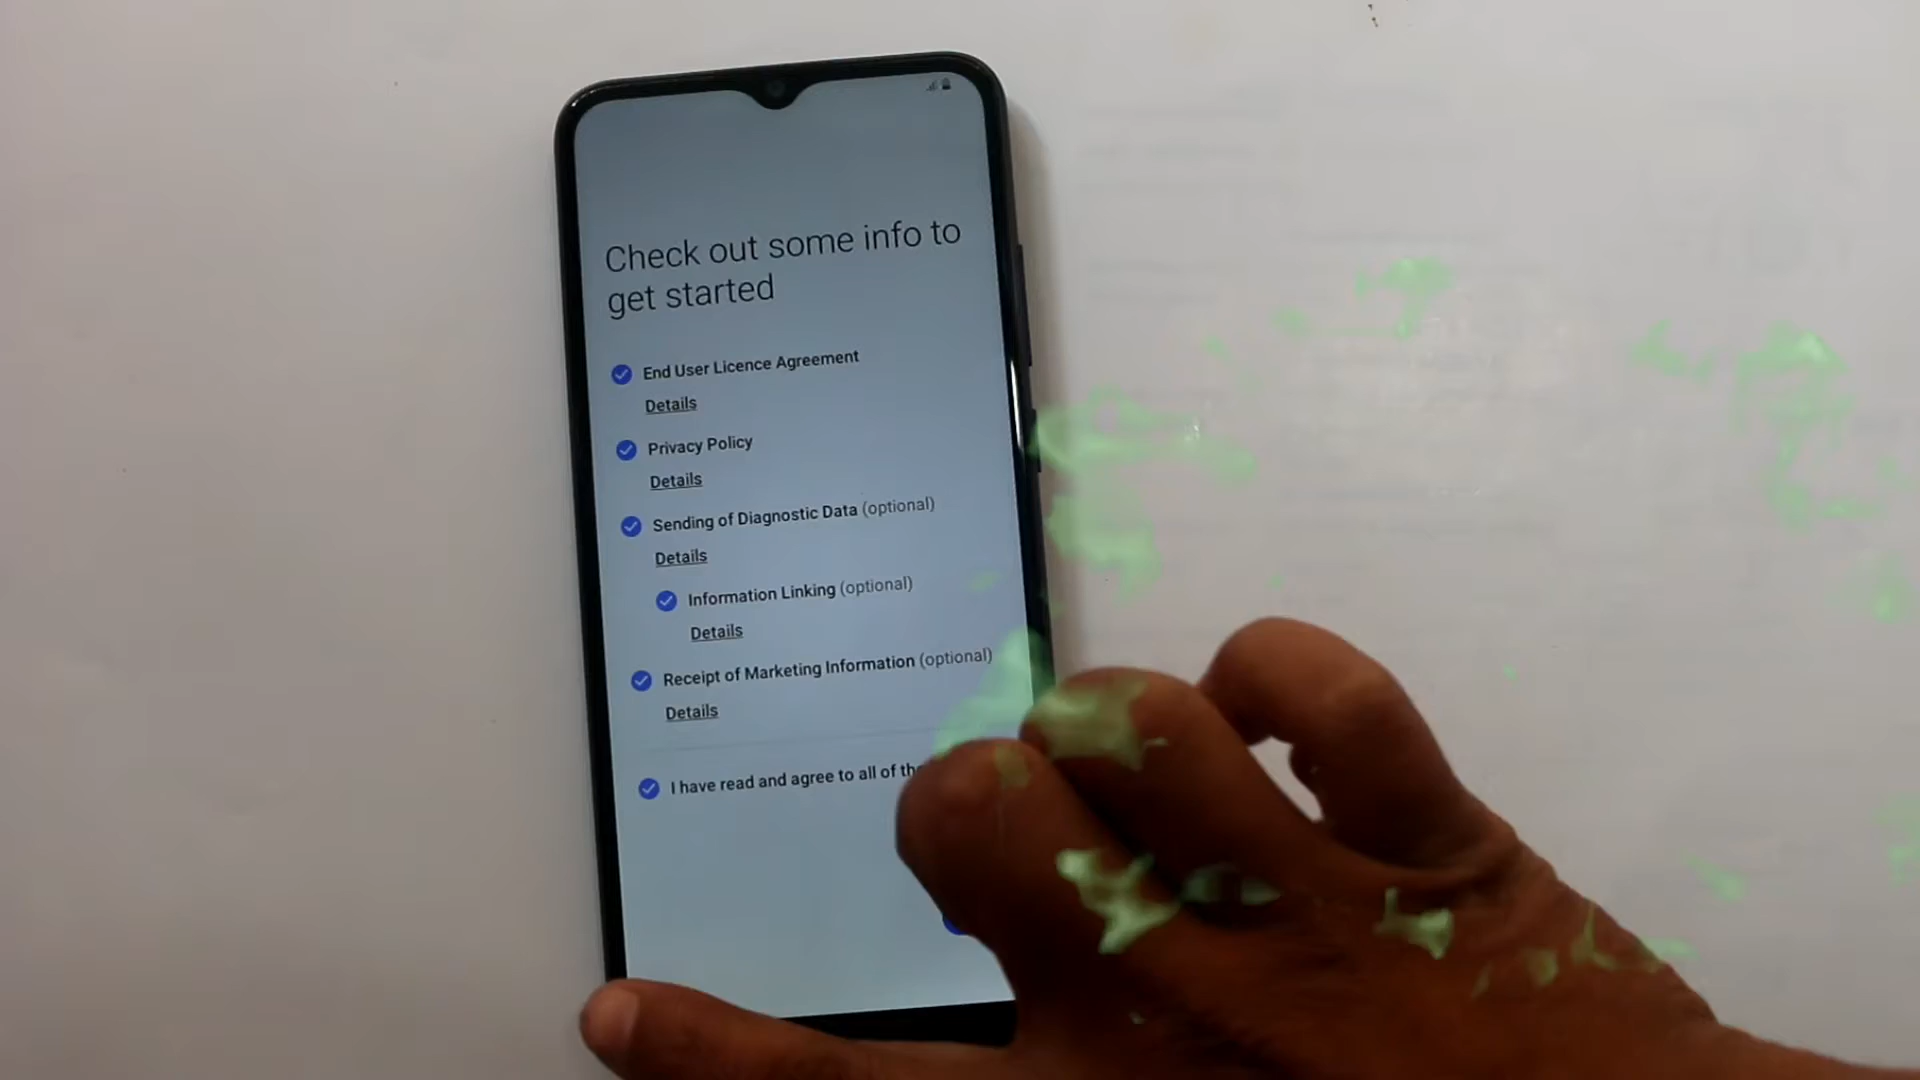 Check out some info to
get started
End User Licence Agreement
Details
Privacy Policy
Details
Sending of Diagnostic Data (optional)
Details
Information Linking (optional)
Details
Receipt of Marketing Information (optional)
Details
I have read and agree to all of